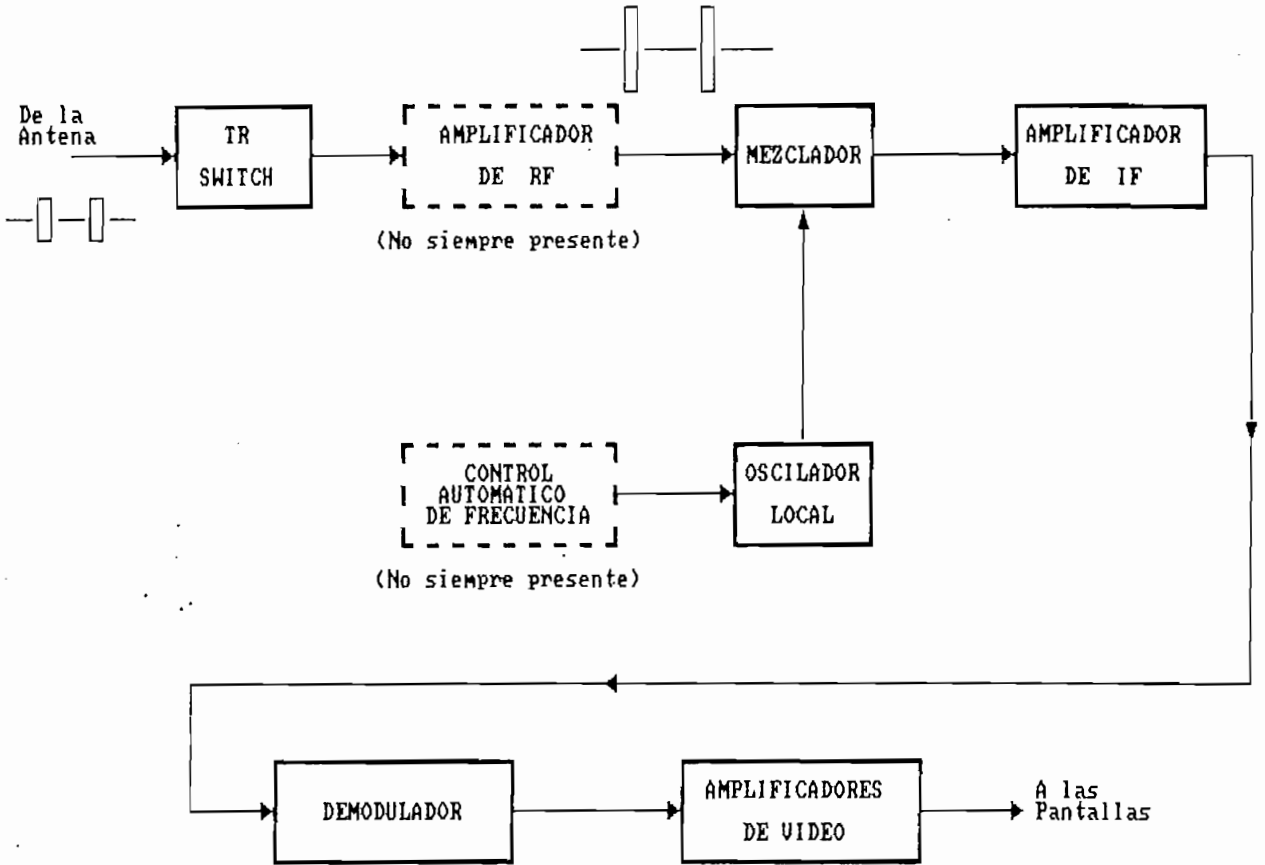 De la
Antena
TR
SWITCH
AMPLIFICADOR
DE RF
(No siempre presente)
MEZCLADOR
AMPLIFICADOR
DE IF
CONTROL
AUTOMATICO
DE FRECUENCIA
(No siempre presente)
OSCILADOR
LOCAL
DEMODULADOR
AMPLIFICADORES
DE VIDEO
A las
Pantallas